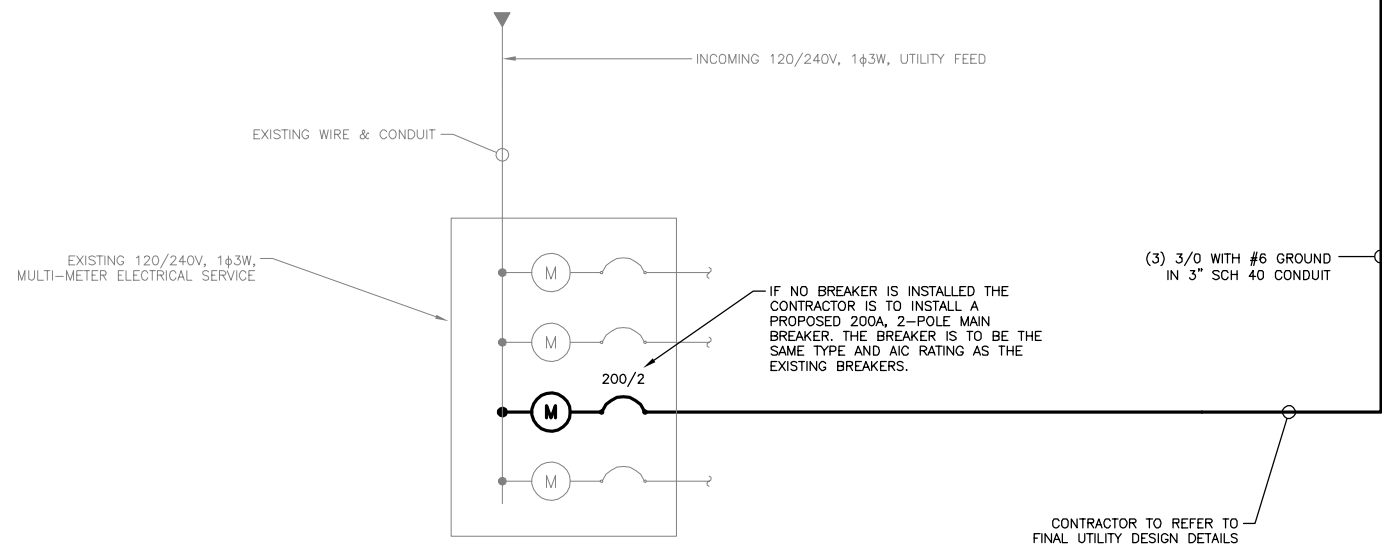 INCOMING 120/240V, 1ϕ3W, UTILITY FEED
EXISTING WIRE & CONDUIT
EXISTING 120/240V, 1ϕ3W,
MULTI-METER ELECTRICAL SERVICE
(3) 3/0 WITH #6 GROUND
IN 3" SCH 40 CONDUIT
M
IF NO BREAKER IS INSTALLED THE
CONTRACTOR IS TO INSTALL A
PROPOSED 200A, 2-POLE MAIN
BREAKER. THE BREAKER IS TO BE THE
SAME TYPE AND AIC RATING AS THE
EXISTING BREAKERS.
M
200/2
M
M
CONTRACTOR TO REFER TO
FINAL UTILITY DESIGN DETAILS